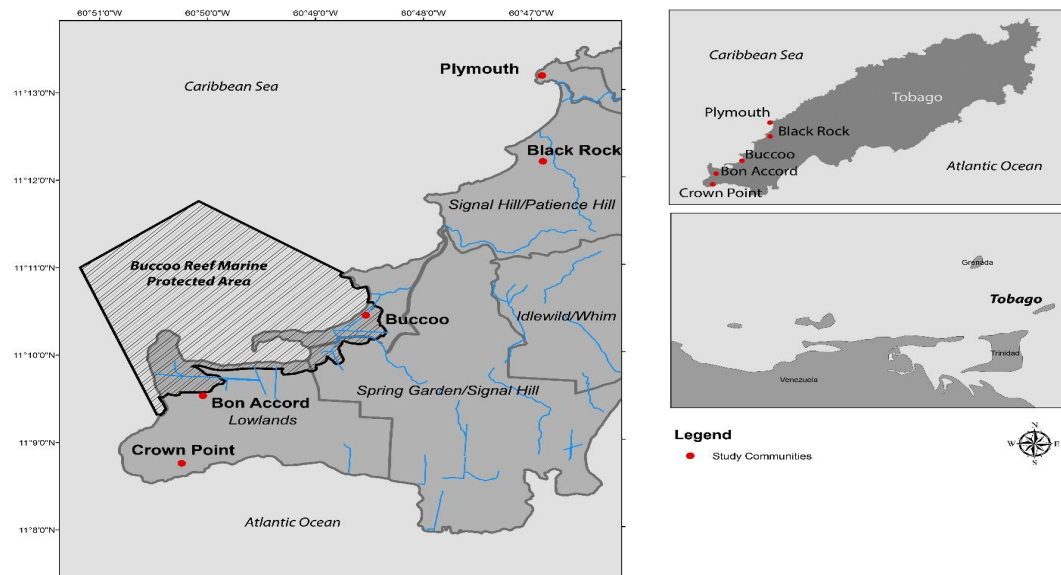 60°51'0"W 60°50'0"W 60°49'0"W 60°48'0"W 60°47'0"W
11°13'0"N
11°12'0"N
11°11'0"N
11°10'0"N
11°9'0"N
11°8'0"N
Caribbean Sea
Plymouth
Black Rock
Signal Hill/Patience Hill
Buccoo Reef Marine
Protected Area
Buccoo
Idlewild/Whim
Spring Garden/Signal Hill
Bon Accord
Lowlands
Crown Point
Atlantic Ocean
Caribbean Sea
Tobago
Plymouth
Black Rock
Buccoo
Bon Accord
Crown Point
Atlantic Ocean
Grenada
Tobago
Trinidad
Venezuela
Legend
Study Communities
N
W E
S